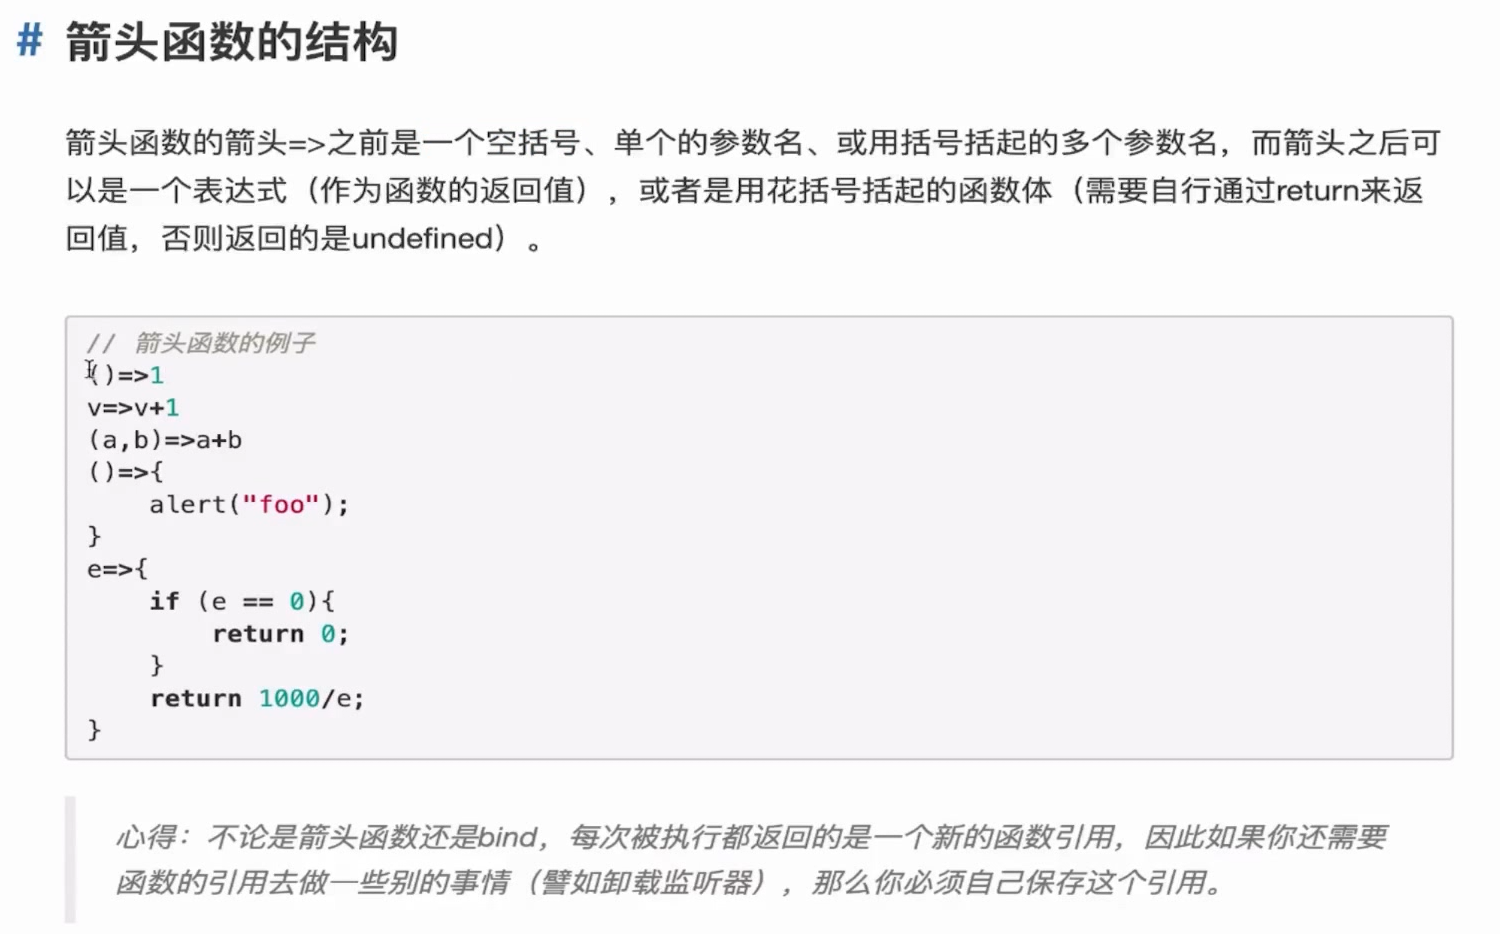 # 箭头函数的结构
箭头函数的箭头=>之前是一个空括号、单个的参数名、或用括号括起的多个参数名，而箭头之后可
以是一个表达式（作为函数的返回值），或者是用花括号括起的函数体（需要自行通过return来返
回值，否则返回的是undefined）。
// 箭头函数的例子
()=>1
v=>v+1
(a,b)=>a+b
()=>{
    alert("foo");
}
e=>{
    if (e == 0){
        return 0;
    }
    return 1000/e;
}
心得：不论是箭头函数还是bind，每次被执行都返回的是一个新的函数引用，因此如果你还需要
函数的引用去做一些别的事情（譬如卸载监听器），那么你必须自己保存这个引用。